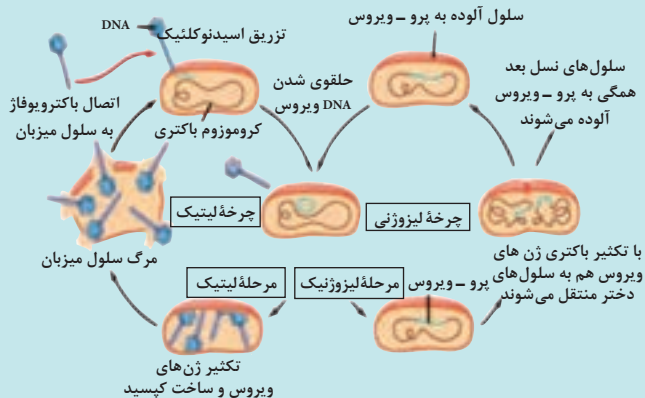 سلول آلوده به پرو ـ ویروس
DNA
تزریق اسیدنوکلئیک
سلول‌های نسل بعد
همگی به پرو ـ ویروس
آلوده می‌شوند
حلقوی شدن
DNA ویروس
اتصال باکتریوفاژ
به سلول میزبان
کروموزوم باکتری
چرخهٔ لیتیک
چرخهٔ لیزوژنی
با تکثیر باکتری ژن های
ویروس هم به سلول‌های
دختر منتقل می‌شوند
مرگ سلول میزبان
مرحلهٔ لیتیک
مرحلهٔ لیزوژنیک
پرو ـ ویروس
تکثیر ژن‌های
ویروس و ساخت کپسید